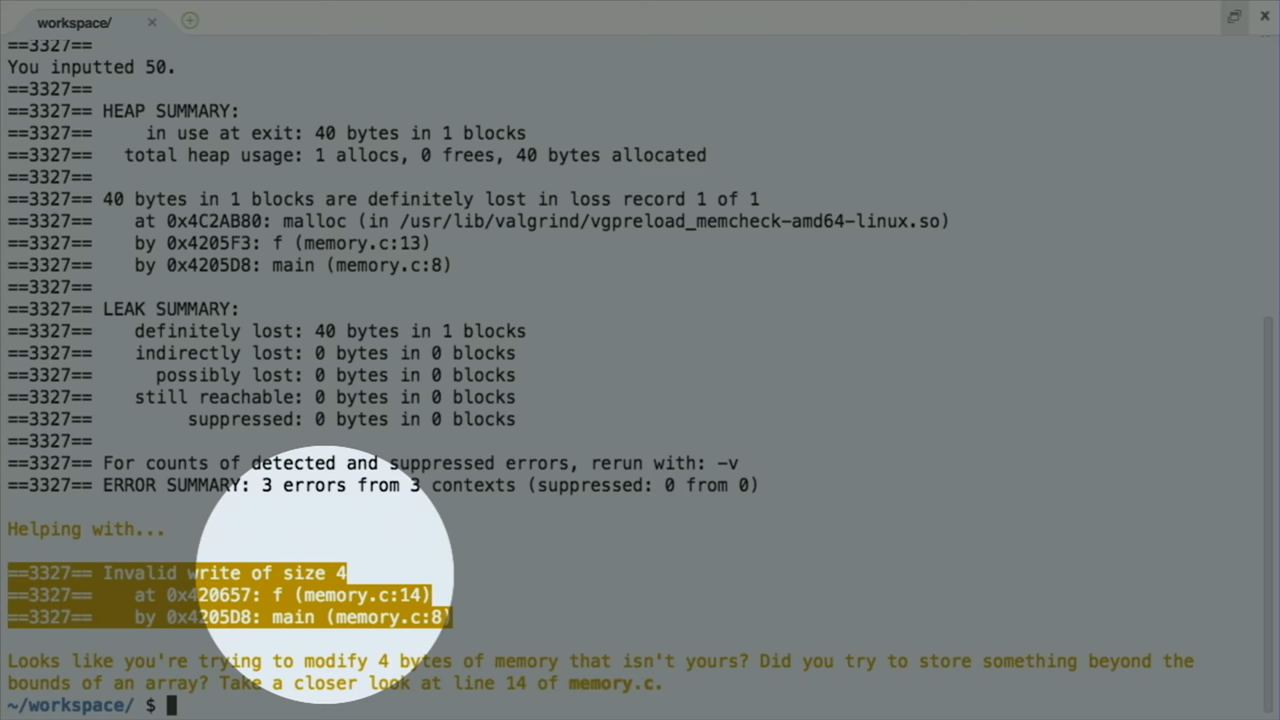 workspace/
==3327==
You inputted 50.
==3327==
==3327== HEAP SUMMARY:
==3327==     in use at exit: 40 bytes in 1 blocks
==3327==   total heap usage: 1 allocs, 0 frees, 40 bytes allocated
==3327==
==3327== 40 bytes in 1 blocks are definitely lost in loss record 1 of 1
==3327==    at 0x4C2AB80: malloc (in /usr/lib/valgrind/vgpreload_memcheck-amd64-linux.so)
==3327==    by 0x4205F3: f (memory.c:13)
==3327==    by 0x4205D8: main (memory.c:8)
==3327==
==3327== LEAK SUMMARY:
==3327==    definitely lost: 40 bytes in 1 blocks
==3327==    indirectly lost: 0 bytes in 0 blocks
==3327==      possibly lost: 0 bytes in 0 blocks
==3327==    still reachable: 0 bytes in 0 blocks
==3327==         suppressed: 0 bytes in 0 blocks
==3327==
==3327== For counts of detected and suppressed errors, rerun with: -v
==3327== ERROR SUMMARY: 3 errors from 3 contexts (suppressed: 0 from 0)
Helping with...
==3327== Invalid write of size 4
==3327==    at 0x420657: f (memory.c:14)
==3327==    by 0x4205D8: main (memory.c:8)
Looks like you're trying to modify 4 bytes of memory that isn't yours? Did you try to store something beyond the
bounds of an array? Take a closer look at line 14 of memory.c.
~/workspace/ $